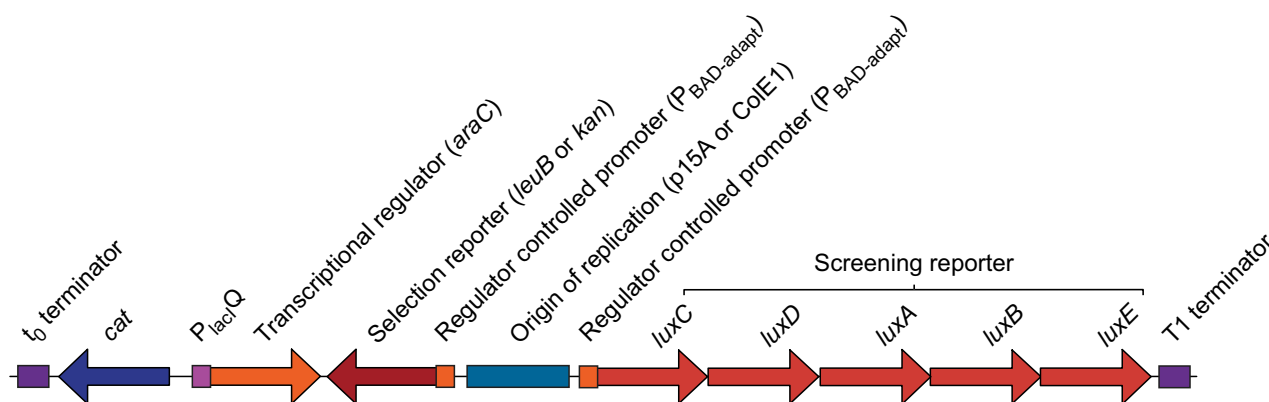 t0 terminator
cat
PlacIQ
Transcriptional regulator (araC)
Selection reporter (leuB or kan)
Regulator controlled promoter (PBAD-adapt)
Origin of replication (p15A or ColE1)
Regulator controlled promoter (PBAD-adapt)
Screening reporter
luxC
luxD
luxA
luxB
luxE
T1 terminator